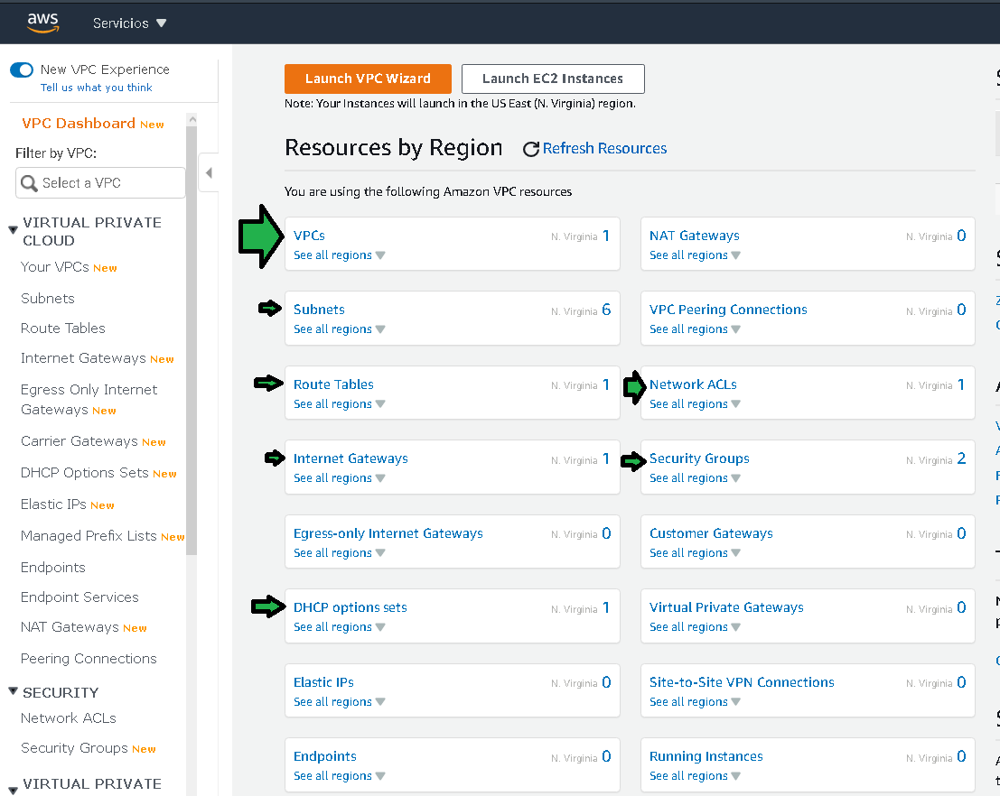 aws
Servicios
New VPC Experience
Tell us what you think
VPC Dashboard New
Filter by VPC:
Select a VPC
VIRTUAL PRIVATE
CLOUD
Your VPCs New
Subnets
Route Tables
Internet Gateways New
Egress Only Internet
Gateways New
Carrier Gateways New
DHCP Options Sets New
Elastic IPs New
Managed Prefix Lists New
Endpoints
Endpoint Services
NAT Gateways New
Peering Connections
SECURITY
Network ACLs
Security Groups New
VIRTUAL PRIVATE
Launch VPC Wizard
Launch EC2 Instances
Note: Your Instances will launch in the US East (N. Virginia) region.
Resources by Region
Refresh Resources
You are using the following Amazon VPC resources
VPCs N. Virginia 1
See all regions
NAT Gateways N. Virginia 0
See all regions
Subnets N. Virginia 6
See all regions
VPC Peering Connections N. Virginia 0
See all regions
Route Tables N. Virginia 1
See all regions
Network ACLs N. Virginia 1
See all regions
Internet Gateways N. Virginia 1
See all regions
Security Groups N. Virginia 2
See all regions
Egress-only Internet Gateways N. Virginia 0
See all regions
Customer Gateways N. Virginia 0
See all regions
DHCP options sets N. Virginia 1
See all regions
Virtual Private Gateways N. Virginia 0
See all regions
Elastic IPs N. Virginia 0
See all regions
Site-to-Site VPN Connections N. Virginia 0
See all regions
Endpoints N. Virginia 0
See all regions
Running Instances N. Virginia 0
See all regions